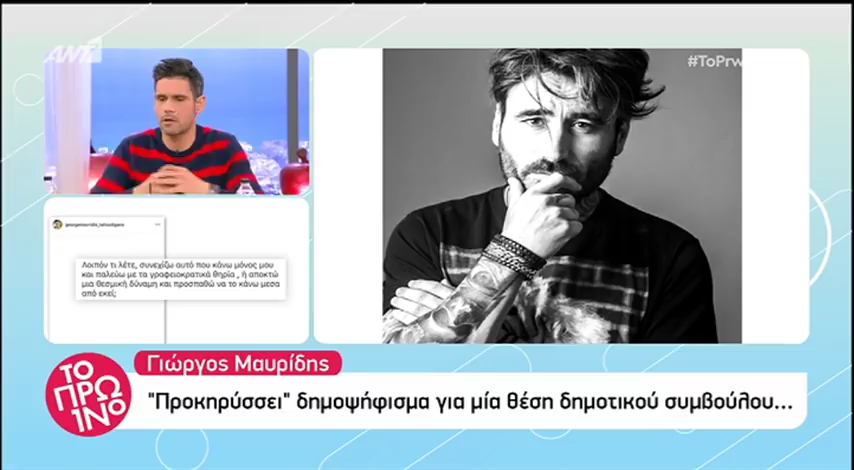 ANT1
#ToPrw
Λοιπόν τι λέτε, συνεχίζω αυτό που κάνω μόνος μου
και παλεύω με τα γραφειοκρατικά θηρία , ή αποκτώ
μια θεσμική δύναμη και προσπαθώ να το κάνω μεσα
από εκεί;
ΤΟ
ΠΡΩ
ΙΝΟ
Γιώργος Μαυρίδης
"Προκηρύσσει" δημοψήφισμα για μία θέση δημοτικού συμβούλου...